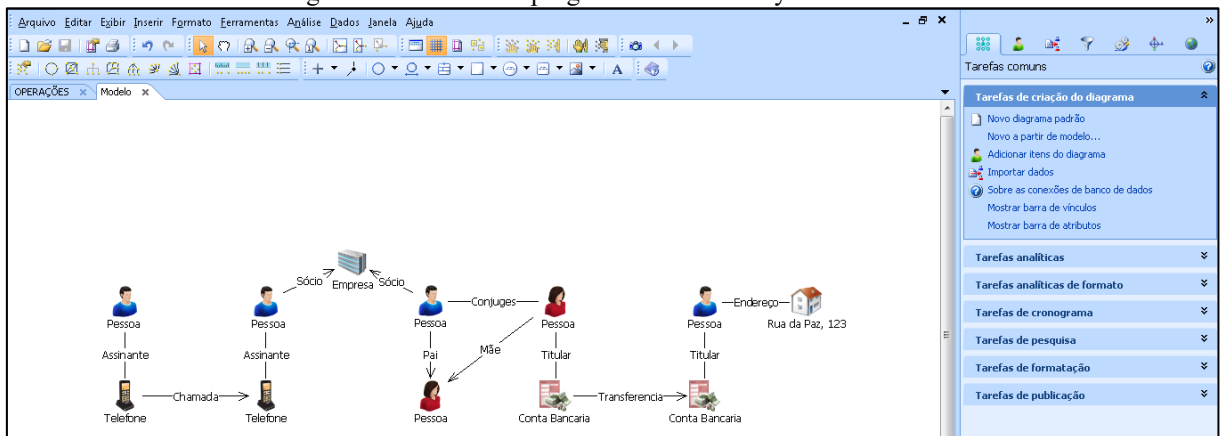 Arquivo Editar Exibir Inserir Formato Ferramentas Análise Dados Janela Ajuda
OPERAÇÕES Modelo
Sócio Empresa Sócio
Conjuges
Endereço
Pessoa Pessoa Pessoa Pessoa Pessoa Rua da Paz, 123
Assinante Assinante Pai Mãe Titular Titular
Chamada Transferencia
Telefone Telefone Pessoa Conta Bancaria Conta Bancaria
Tarefas comuns
Tarefas de criação do diagrama
Novo diagrama padrão
Novo a partir de modelo...
Adicionar itens do diagrama
Importar dados
Sobre as conexões de banco de dados
Mostrar barra de vínculos
Mostrar barra de atributos
Tarefas analíticas
Tarefas analíticas de formato
Tarefas de cronograma
Tarefas de pesquisa
Tarefas de formatação
Tarefas de publicação